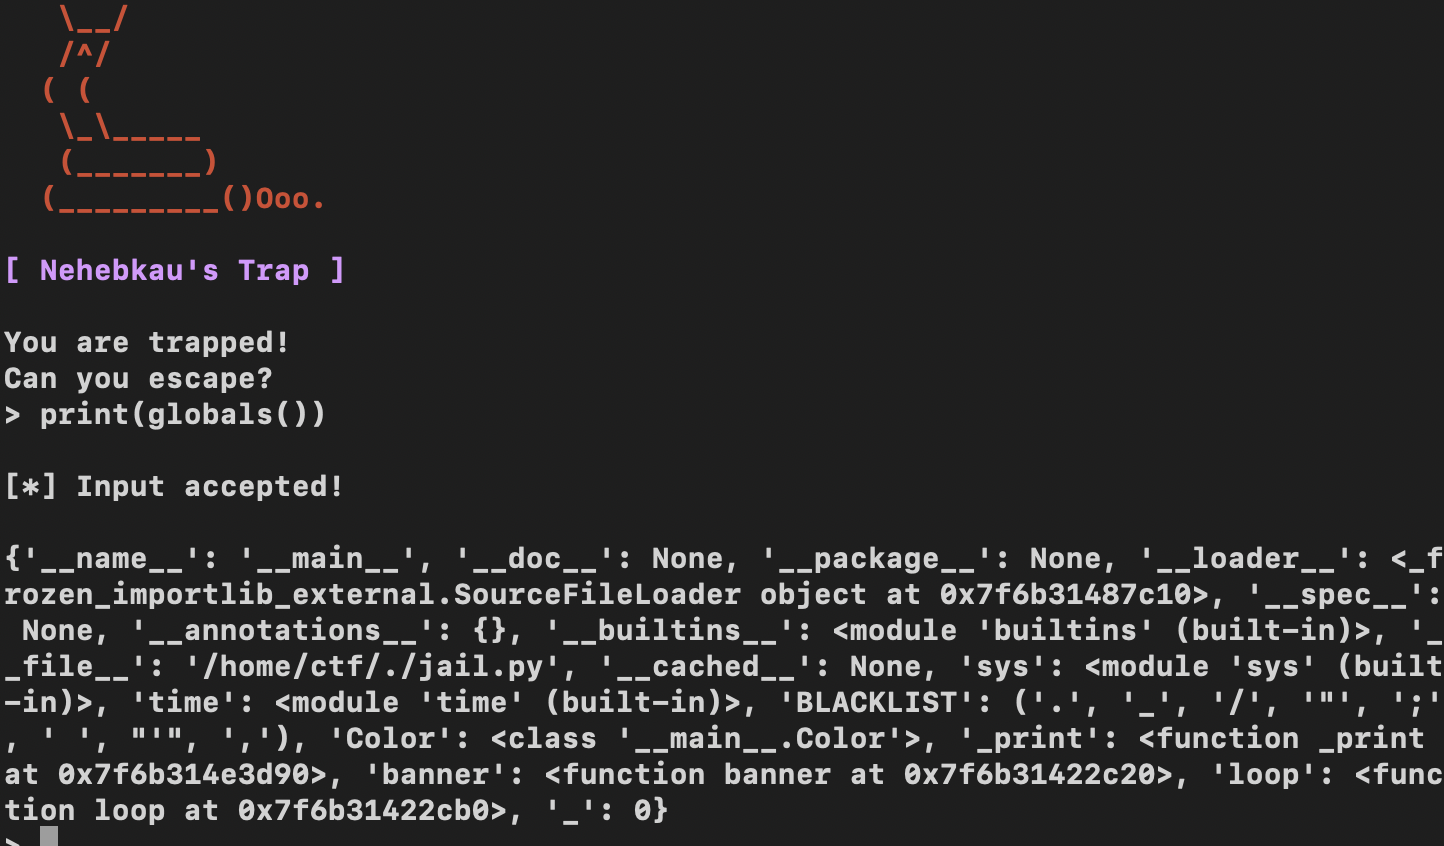 \__/
/^/
( (
\_\_____
(_______)
(_________()Ooo.
[ Nehebkau's Trap ]
You are trapped!
Can you escape?
> print(globals())
[*] Input accepted!
{'__name__': '__main__', '__doc__': None, '__package__': None, '__loader__': <_f
rozen_importlib_external.SourceFileLoader object at 0x7f6b31487c10>, '__spec__':
 None, '__annotations__': {}, '__builtins__': <module 'builtins' (built-in)>, '_
_file__': '/home/ctf/./jail.py', '__cached__': None, 'sys': <module 'sys' (built
-in)>, 'time': <module 'time' (built-in)>, 'BLACKLIST': ('.', '_', '/', '"', ';'
, ' ', "'", ','), 'Color': <class '__main__.Color'>, '_print': <function _print
at 0x7f6b314e3d90>, 'banner': <function banner at 0x7f6b31422c20>, 'loop': <func
tion loop at 0x7f6b31422cb0>, '_': 0}
>